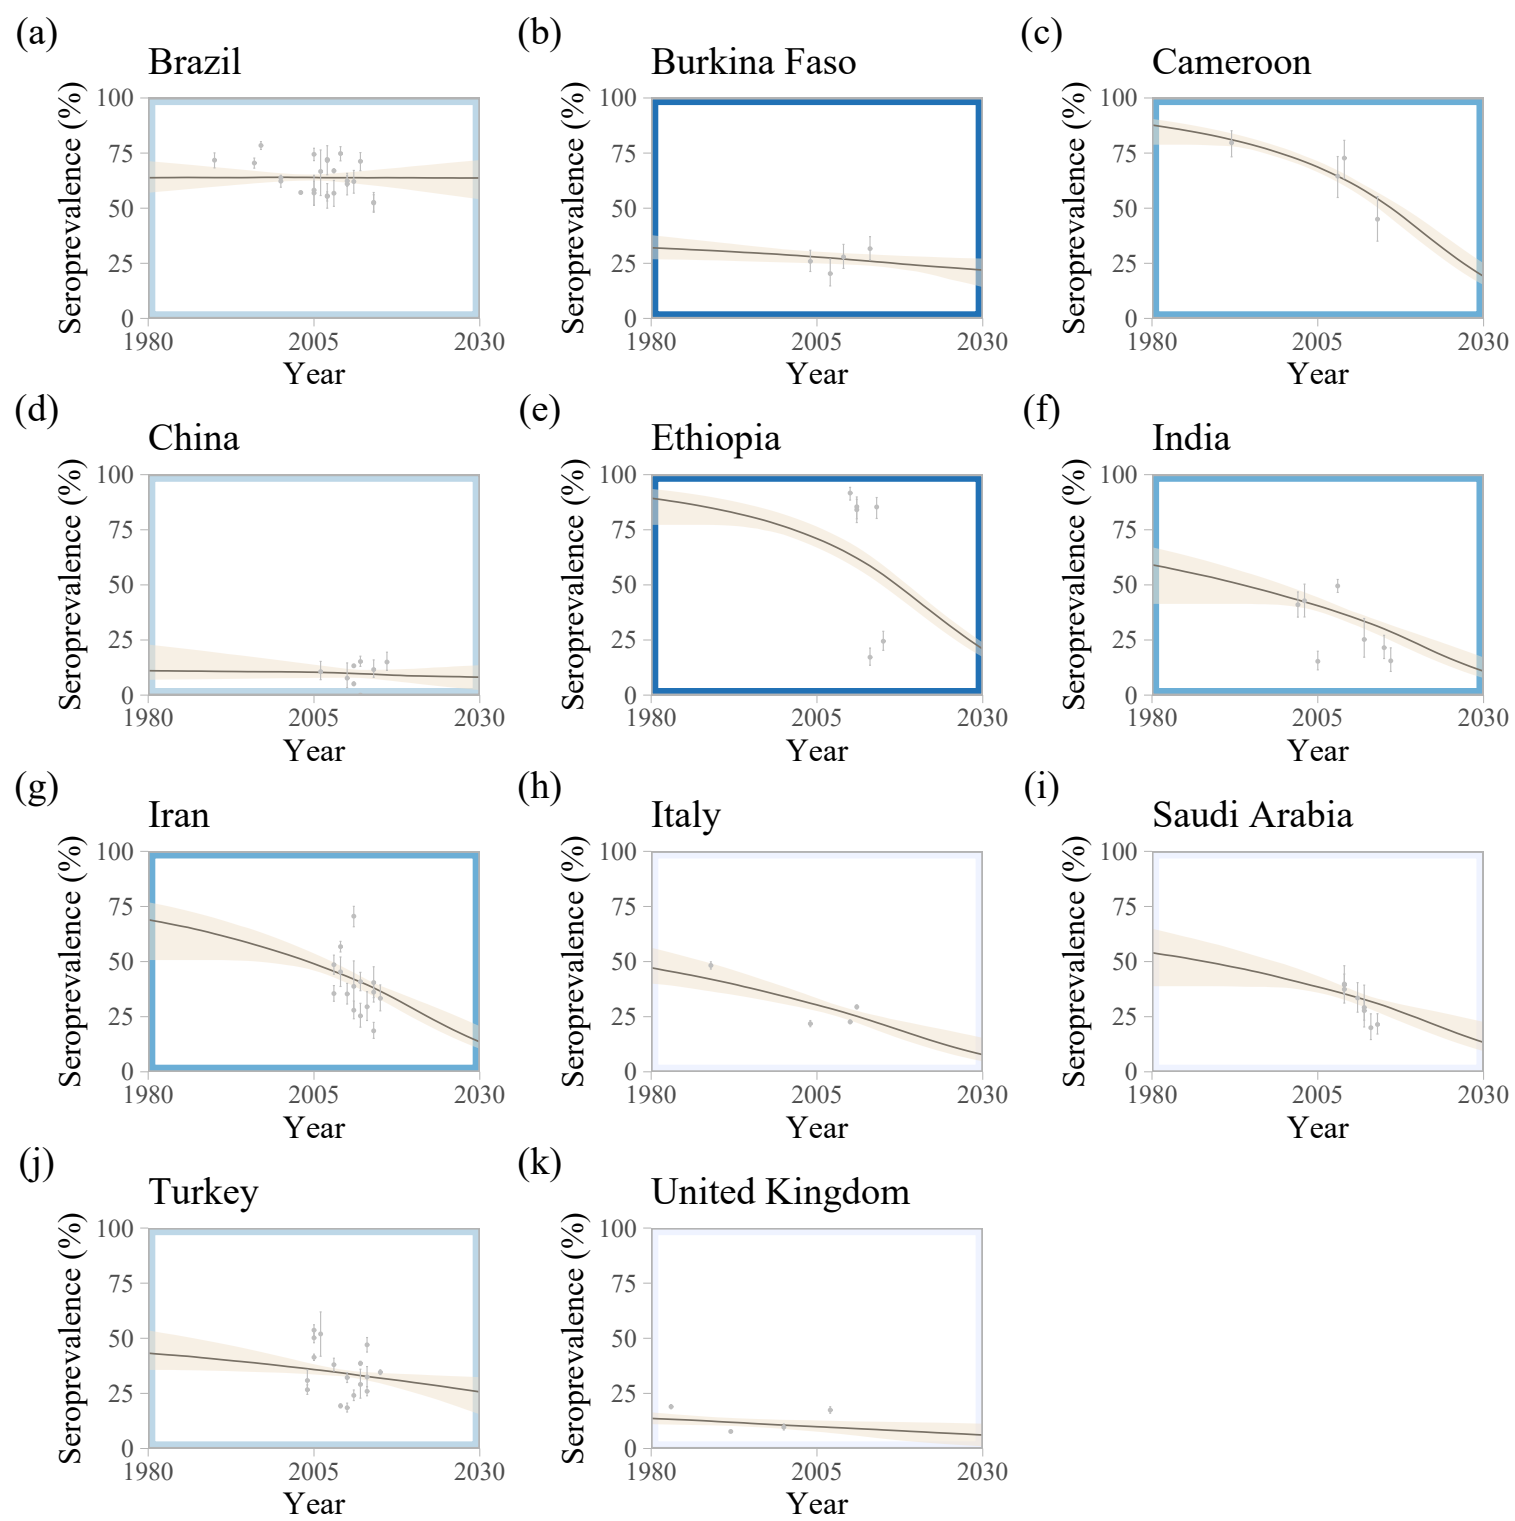 (a)
Brazil
Seroprevalence (%)
100
75
50
25
0
1980
2005
2030
Year
(b)
Burkina Faso
Seroprevalence (%)
100
75
50
25
0
1980
2005
2030
Year
(c)
Cameroon
Seroprevalence (%)
100
75
50
25
0
1980
2005
2030
Year
(d)
China
Seroprevalence (%)
100
75
50
25
0
1980
2005
2030
Year
(e)
Ethiopia
Seroprevalence (%)
100
75
50
25
0
1980
2005
2030
Year
(f)
India
Seroprevalence (%)
100
75
50
25
0
1980
2005
2030
Year
(g)
Iran
Seroprevalence (%)
100
75
50
25
0
1980
2005
2030
Year
(h)
Italy
Seroprevalence (%)
100
75
50
25
0
1980
2005
2030
Year
(i)
Saudi Arabia
Seroprevalence (%)
100
75
50
25
0
1980
2005
2030
Year
(j)
Turkey
Seroprevalence (%)
100
75
50
25
0
1980
2005
2030
Year
(k)
United Kingdom
Seroprevalence (%)
100
75
50
25
0
1980
2005
2030
Year